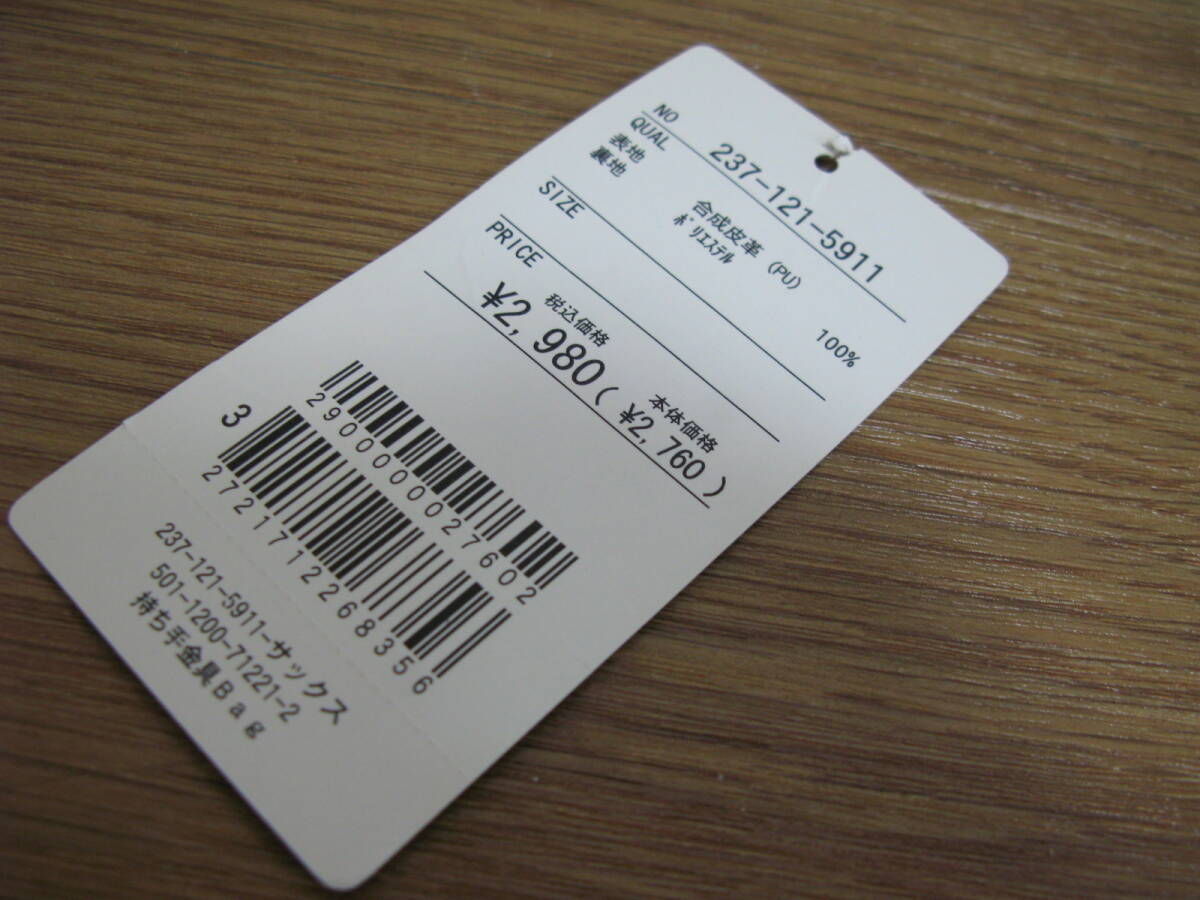 NO 237-121-5911
QUAL
表地 合成皮革 (PU)
裏地 ポリエステル 100%
SIZE
PRICE
税込価格 本体価格
¥2,980( ¥2,760)
2900000027602
3
2721712268356
237-121-5911-サックス
501-1200-71221-2
持ち手金具Bag